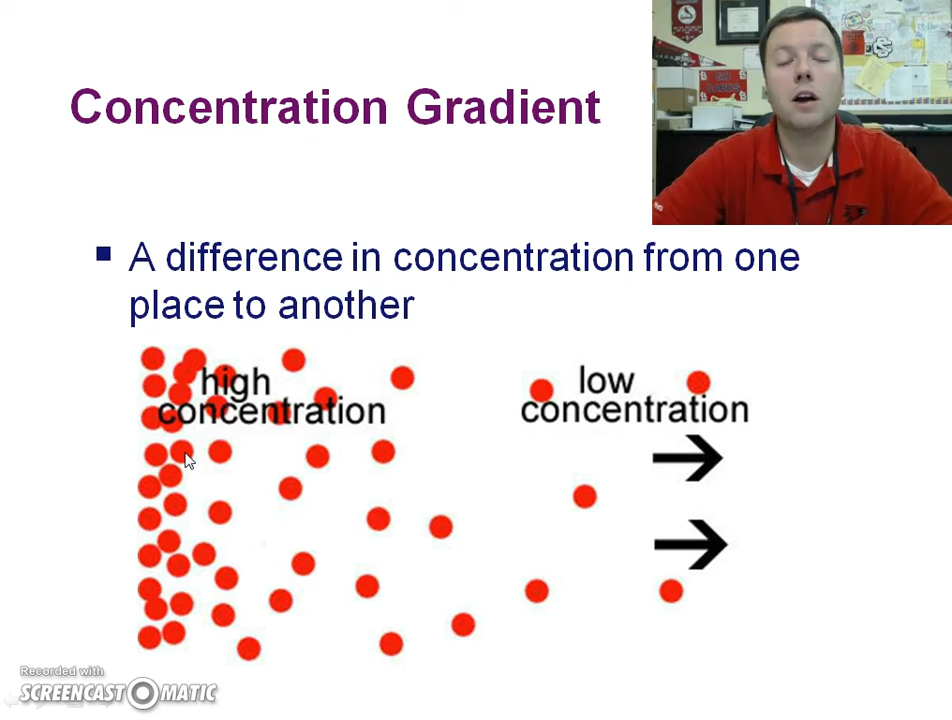 Concentration Gradient
A difference in concentration from one
place to another
high
concentration
low
concentration
Recorded with
SCREENCAST MATIC